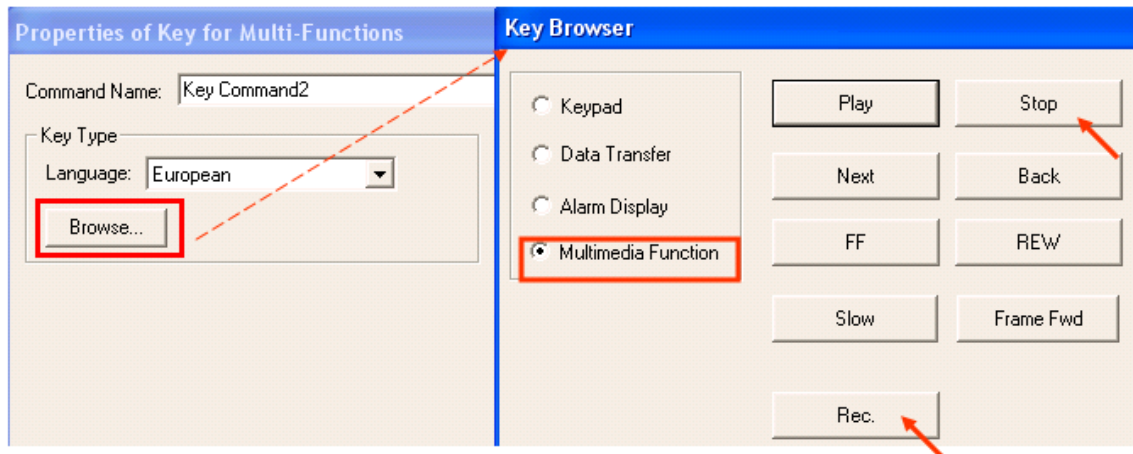 Properties of Key for Multi-Functions
Command Name: Key Command2
Key Type
Language: European
Browse...
Key Browser
Keypad
Data Transfer
Alarm Display
Multimedia Function
Play Stop
Next Back
FF REW
Slow Frame Fwd
Rec.